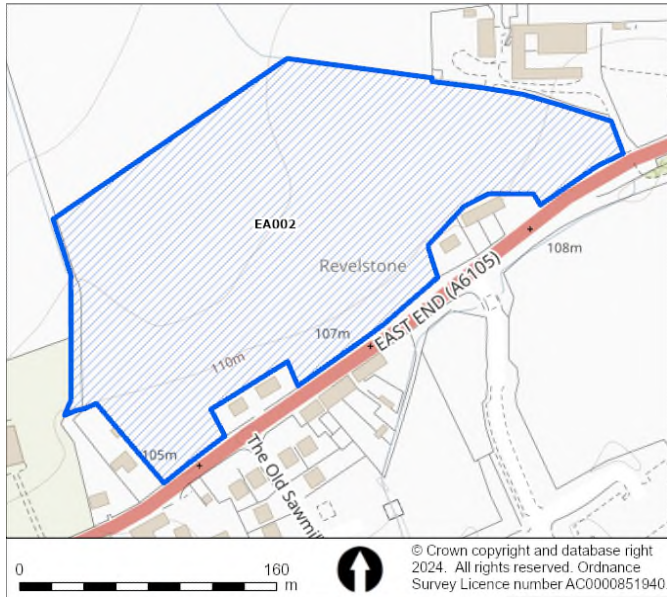 EA002
Revelstone
108m
EAST END (A6105)
107m
110m
105m
The Old Sawmill
0
160
m
© Crown copyright and database right
2024. All rights reserved. Ordnance
Survey Licence number AC0000851940.